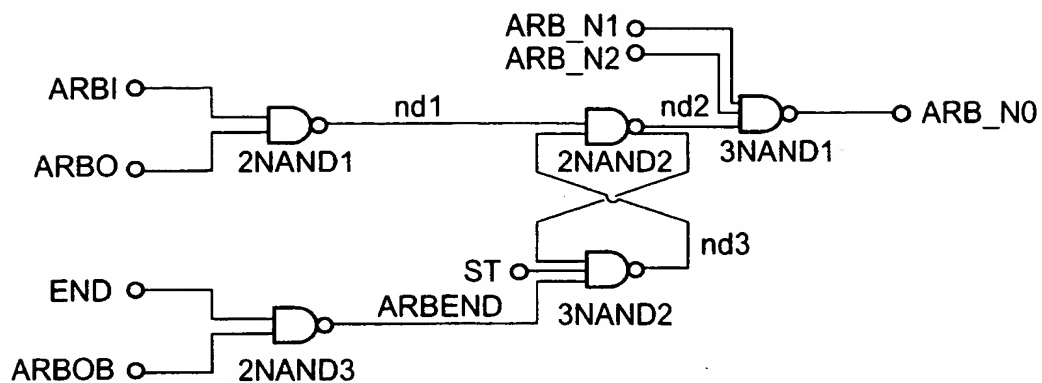 ARB_N1
ARB_N2
ARBI
nd1
nd2
ARB_N0
ARBO
2NAND1
2NAND2
3NAND1
nd3
ST
END
ARBEND
3NAND2
ARBOB
2NAND3